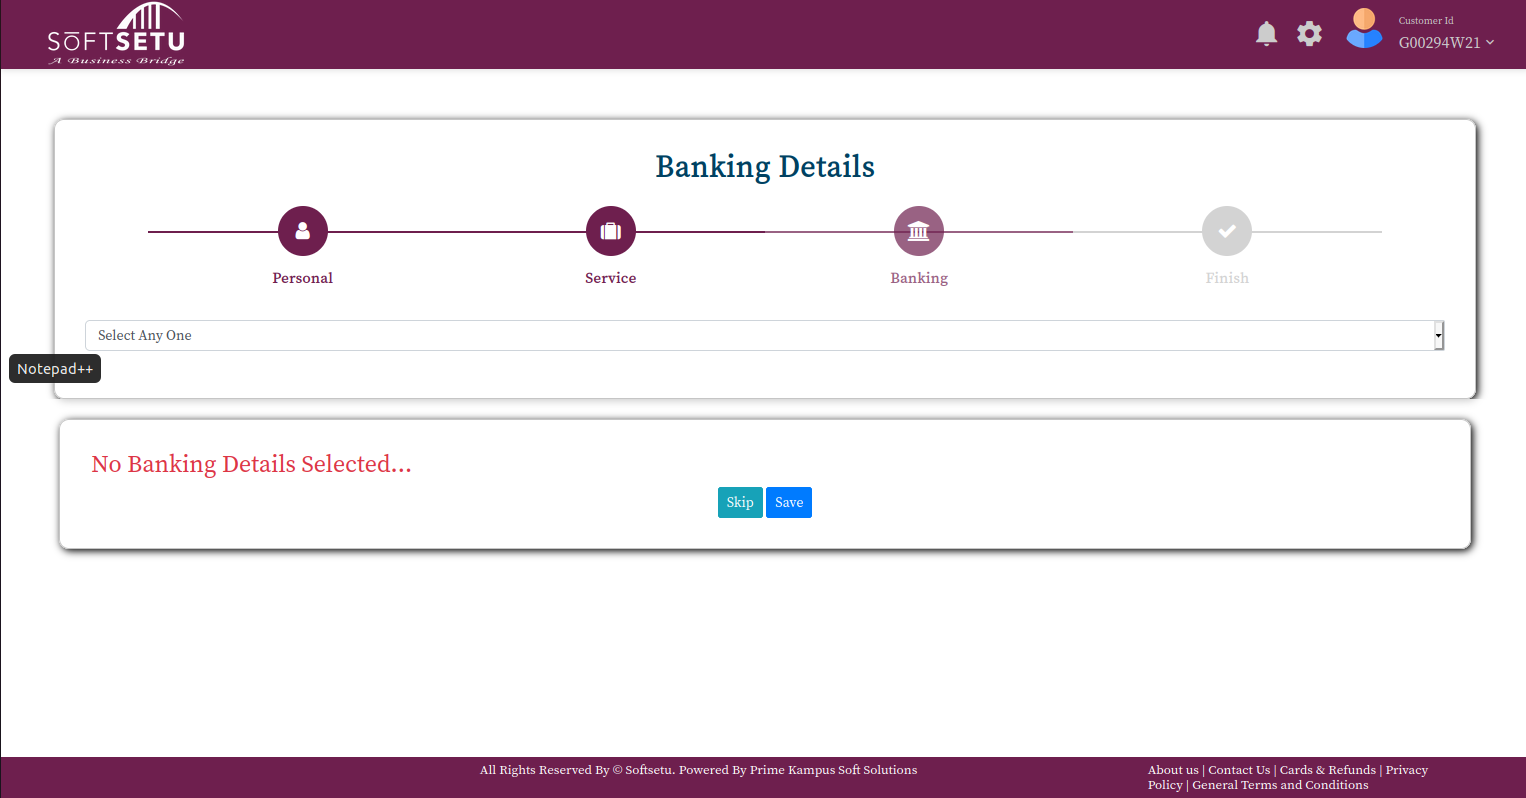 SOFTSETU
A Business Bridge
Customer Id
G00294W21
Banking Details
Personal
Service
Banking
Finish
Select Any One
Notepad++
No Banking Details Selected...
Skip
Save
All Rights Reserved By © Softsetu. Powered By Prime Kampus Soft Solutions
About us | Contact Us | Cards & Refunds | Privacy
Policy | General Terms and Conditions